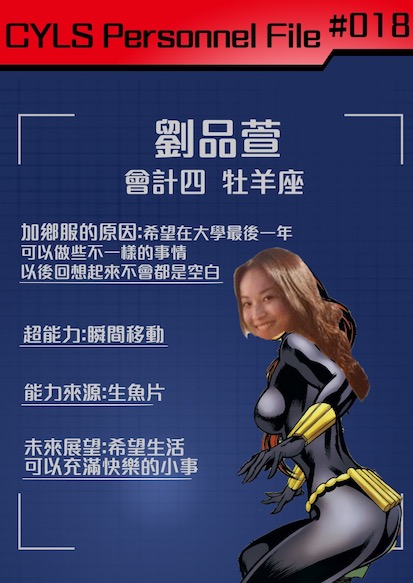 CYLS Personnel File #018
劉品萱
會計四 牡羊座
加鄉服的原因:希望在大學最後一年
可以做些不一樣的事情
以後回想起來不會都是空白
超能力:瞬間移動
能力來源:生魚片
未來展望:希望生活
可以充滿快樂的小事